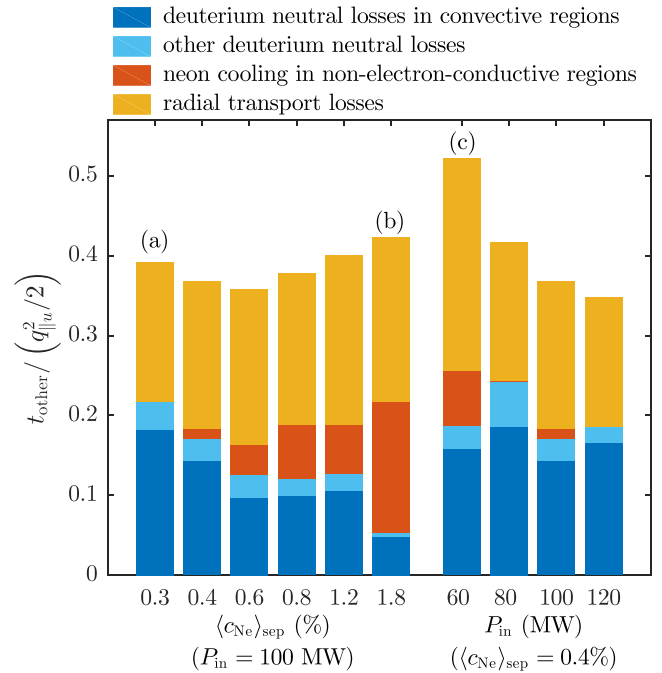 deuterium neutral losses in convective regions
other deuterium neutral losses
neon cooling in non-electron-conductive regions
radial transport losses
(c)
0.5
(a)
(b)
0.4
0.3
0.2
0.1
0
t_other/(q²_∥u/2)
0.3 0.4 0.6 0.8 1.2 1.8 60 80 100 120
⟨c_Ne⟩_sep (%) P_in (MW)
(P_in = 100 MW) (⟨c_Ne⟩_sep = 0.4%)